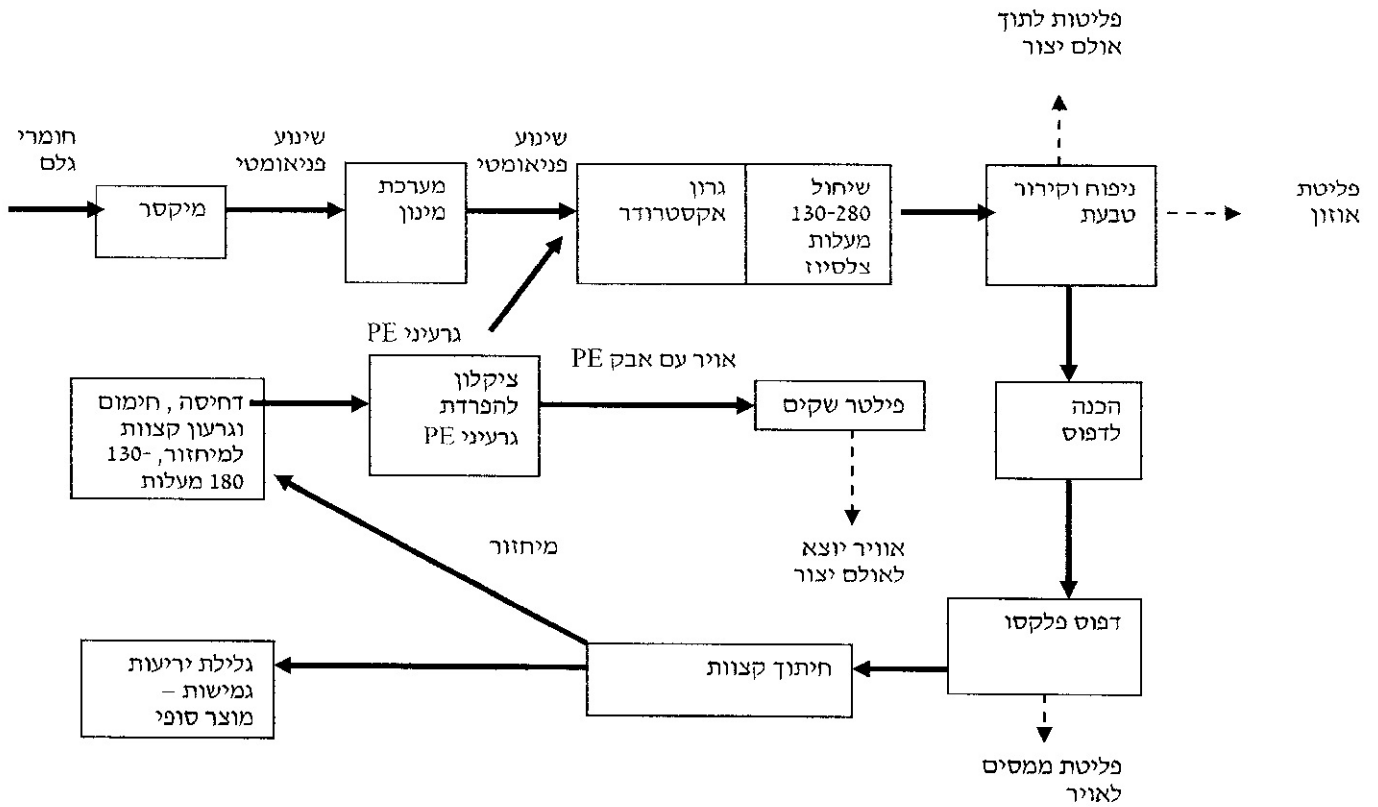 פליטות לתוך
אולם יצור
חומרי
גלם
מיקסר
שינוע
פניאומטי
מערכת
מינון
שינוע
פניאומטי
גרון
אקסטרודר
שיחול
130-280
מעלות
צלסיוז
ניפוח וקירור
טבעת
פליטת
אוזון
גרעיני PE
דחיסה , חימום
וגרעון קצוות
למיחזור, 130-
180 מעלות
ציקלון
להפרדת
גרעיני PE
אויר עם אבק PE
פילטר שקים
הכנה
לדפוס
אוויר יוצא
לאולם יצור
מיחזור
דפוס פלקסו
חיתוך קצוות
גלילת יריעות
גמישות –
מוצר סופי
פליטת ממסים
לאויר